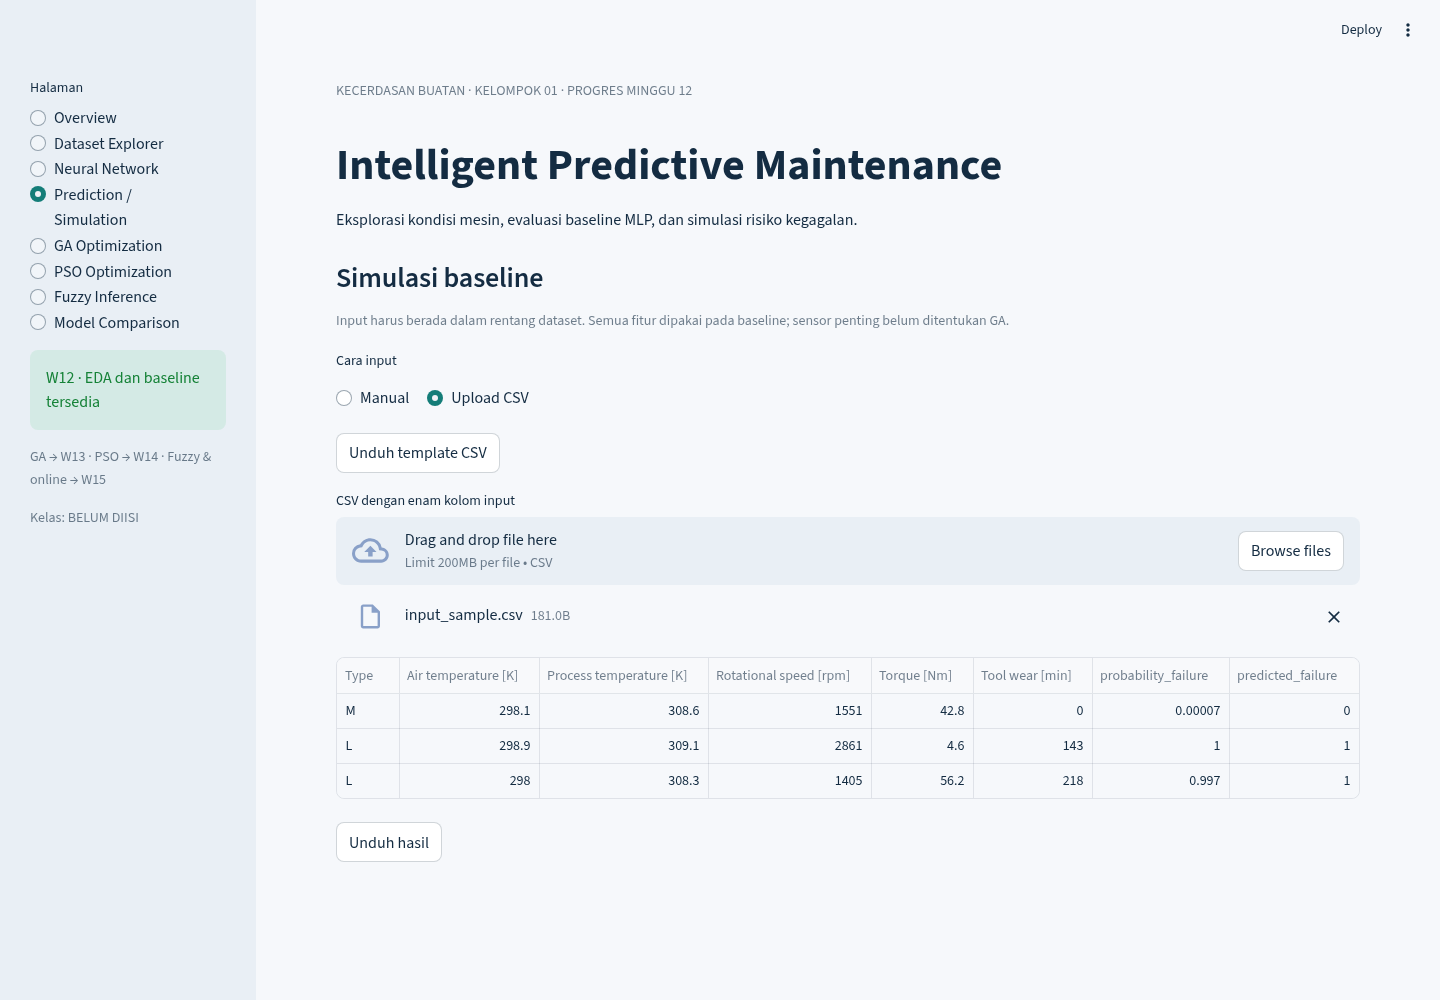 Deploy
Halaman
Overview
Dataset Explorer
Neural Network
Prediction /
Simulation
GA Optimization
PSO Optimization
Fuzzy Inference
Model Comparison
W12 · EDA dan baseline
tersedia
GA → W13 · PSO → W14 · Fuzzy &
online → W15
Kelas: BELUM DIISI
KECERDASAN BUATAN · KELOMPOK 01 · PROGRES MINGGU 12
Intelligent Predictive Maintenance
Eksplorasi kondisi mesin, evaluasi baseline MLP, dan simulasi risiko kegagalan.
Simulasi baseline
Input harus berada dalam rentang dataset. Semua fitur dipakai pada baseline; sensor penting belum ditentukan GA.
Cara input
Manual Upload CSV
Unduh template CSV
CSV dengan enam kolom input
Drag and drop file here
Limit 200MB per file • CSV
Browse files
input_sample.csv 181.0B
Type Air temperature [K] Process temperature [K] Rotational speed [rpm] Torque [Nm] Tool wear [min] probability_failure predicted_failure
M 298.1 308.6 1551 42.8 0 0.00007 0
L 298.9 309.1 2861 4.6 143 1 1
L 298 308.3 1405 56.2 218 0.997 1
Unduh hasil